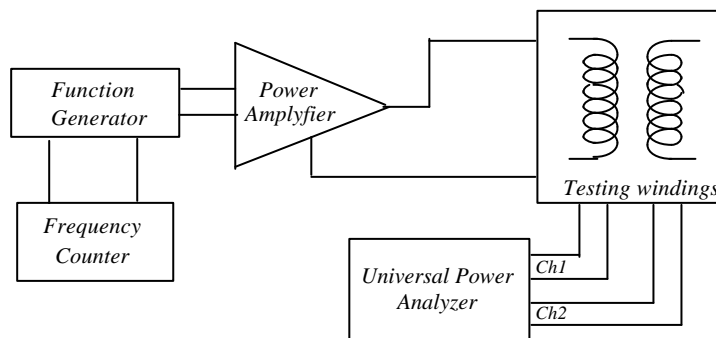 Function
Generator
Power
Amplyfier
Testing windings
Frequency
Counter
Universal Power
Analyzer
Ch1
Ch2